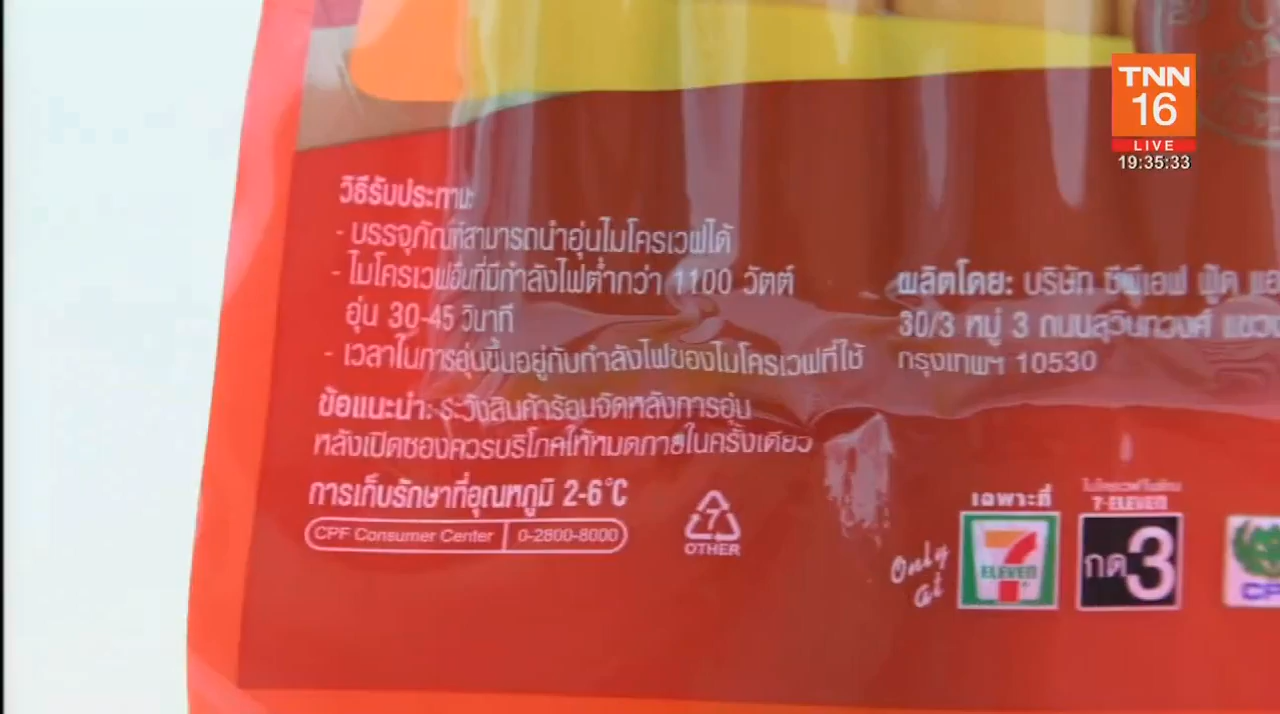 TNN
16
LIVE
19:35:33
วิธีรับประทาน:
- บรรจุภัณฑ์สามารถนำอุ่นไมโครเวฟได้
- ไมโครเวฟอื่นที่มีกำลังไฟต่ำกว่า 1100 วัตต์
อุ่น 30-45 วินาที
- เวลาในการอุ่นขึ้นอยู่กับกำลังไฟของไมโครเวฟที่ใช้
ข้อแนะนำ: ระวังสินค้าร้อนจัดหลังการอุ่น
หลังเปิดซองควรบริโภคให้หมดภายในครั้งเดียว
การเก็บรักษาที่อุณหภูมิ 2-6°C
CPF Consumer Center 0-2800-8000
7
OTHER
ผลิตโดย: บริษัท ซีพีเอฟ ฟู้ด
30/3 หมู่ 3 ถนนสุวินทวงศ์
กรุงเทพฯ 10530
Only
at
เฉพาะที่
7
ELEVEN
7-ELEVEN
กด 3
CP